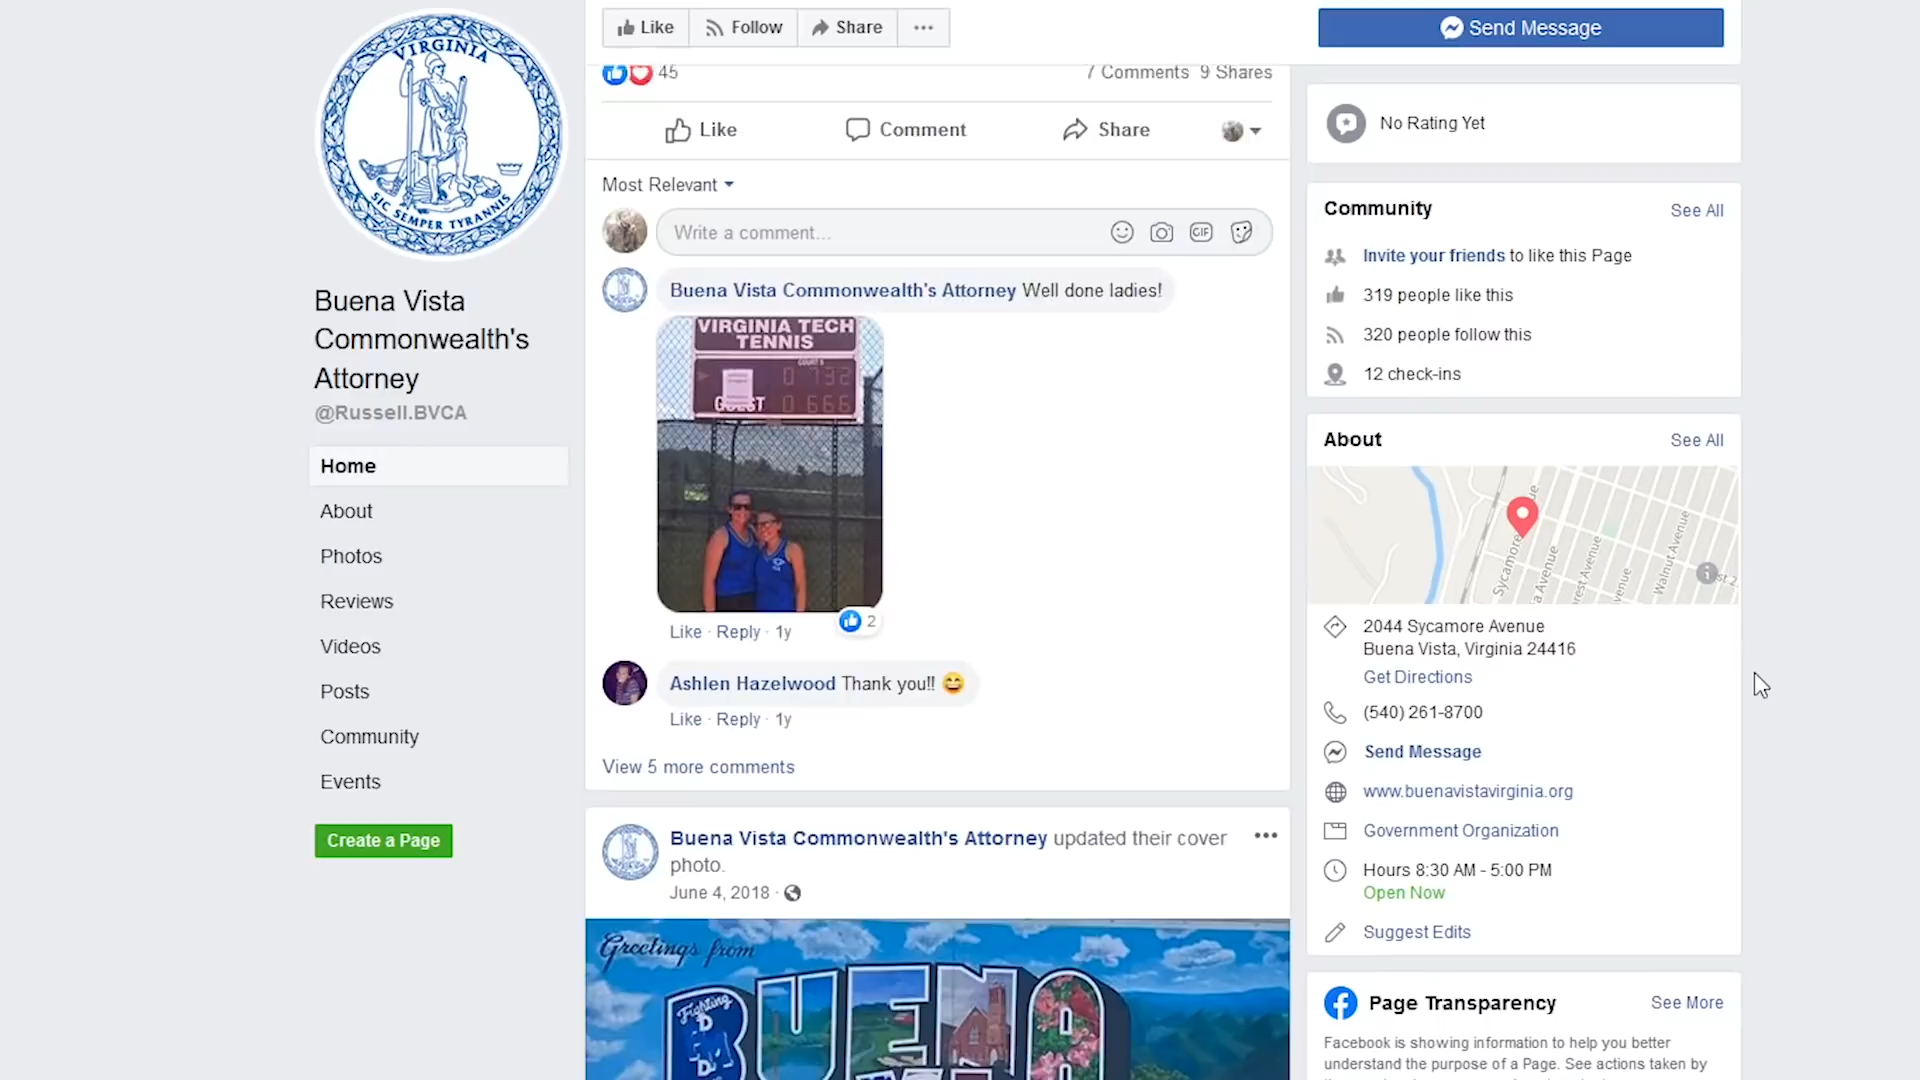 VIRGINIA
SIC SEMPER TYRANNIS
Buena Vista
Commonwealth's
Attorney
@Russell.BVCA
Home
About
Photos
Reviews
Videos
Posts
Community
Events
Create a Page
Like
Follow
Share
Send Message
45
7 Comments 9 Shares
Like
Comment
Share
Most Relevant
Write a comment...
GIF
Buena Vista Commonwealth's Attorney Well done ladies!
VIRGINIA TECH
TENNIS
GUEST
Like · Reply · 1y
2
Ashlen Hazelwood Thank you!!
Like · Reply · 1y
View 5 more comments
Buena Vista Commonwealth's Attorney updated their cover
photo.
June 4, 2018 ·
Greetings from
Fighting
BUENA
No Rating Yet
Community
See All
Invite your friends to like this Page
319 people like this
320 people follow this
12 check-ins
About
See All
Sycamore
Walnut Avenue
2044 Sycamore Avenue
Buena Vista, Virginia 24416
Get Directions
(540) 261-8700
Send Message
www.buenavistavirginia.org
Government Organization
Hours 8:30 AM - 5:00 PM
Open Now
Suggest Edits
Page Transparency
See More
Facebook is showing information to help you better
understand the purpose of a Page. See actions taken by